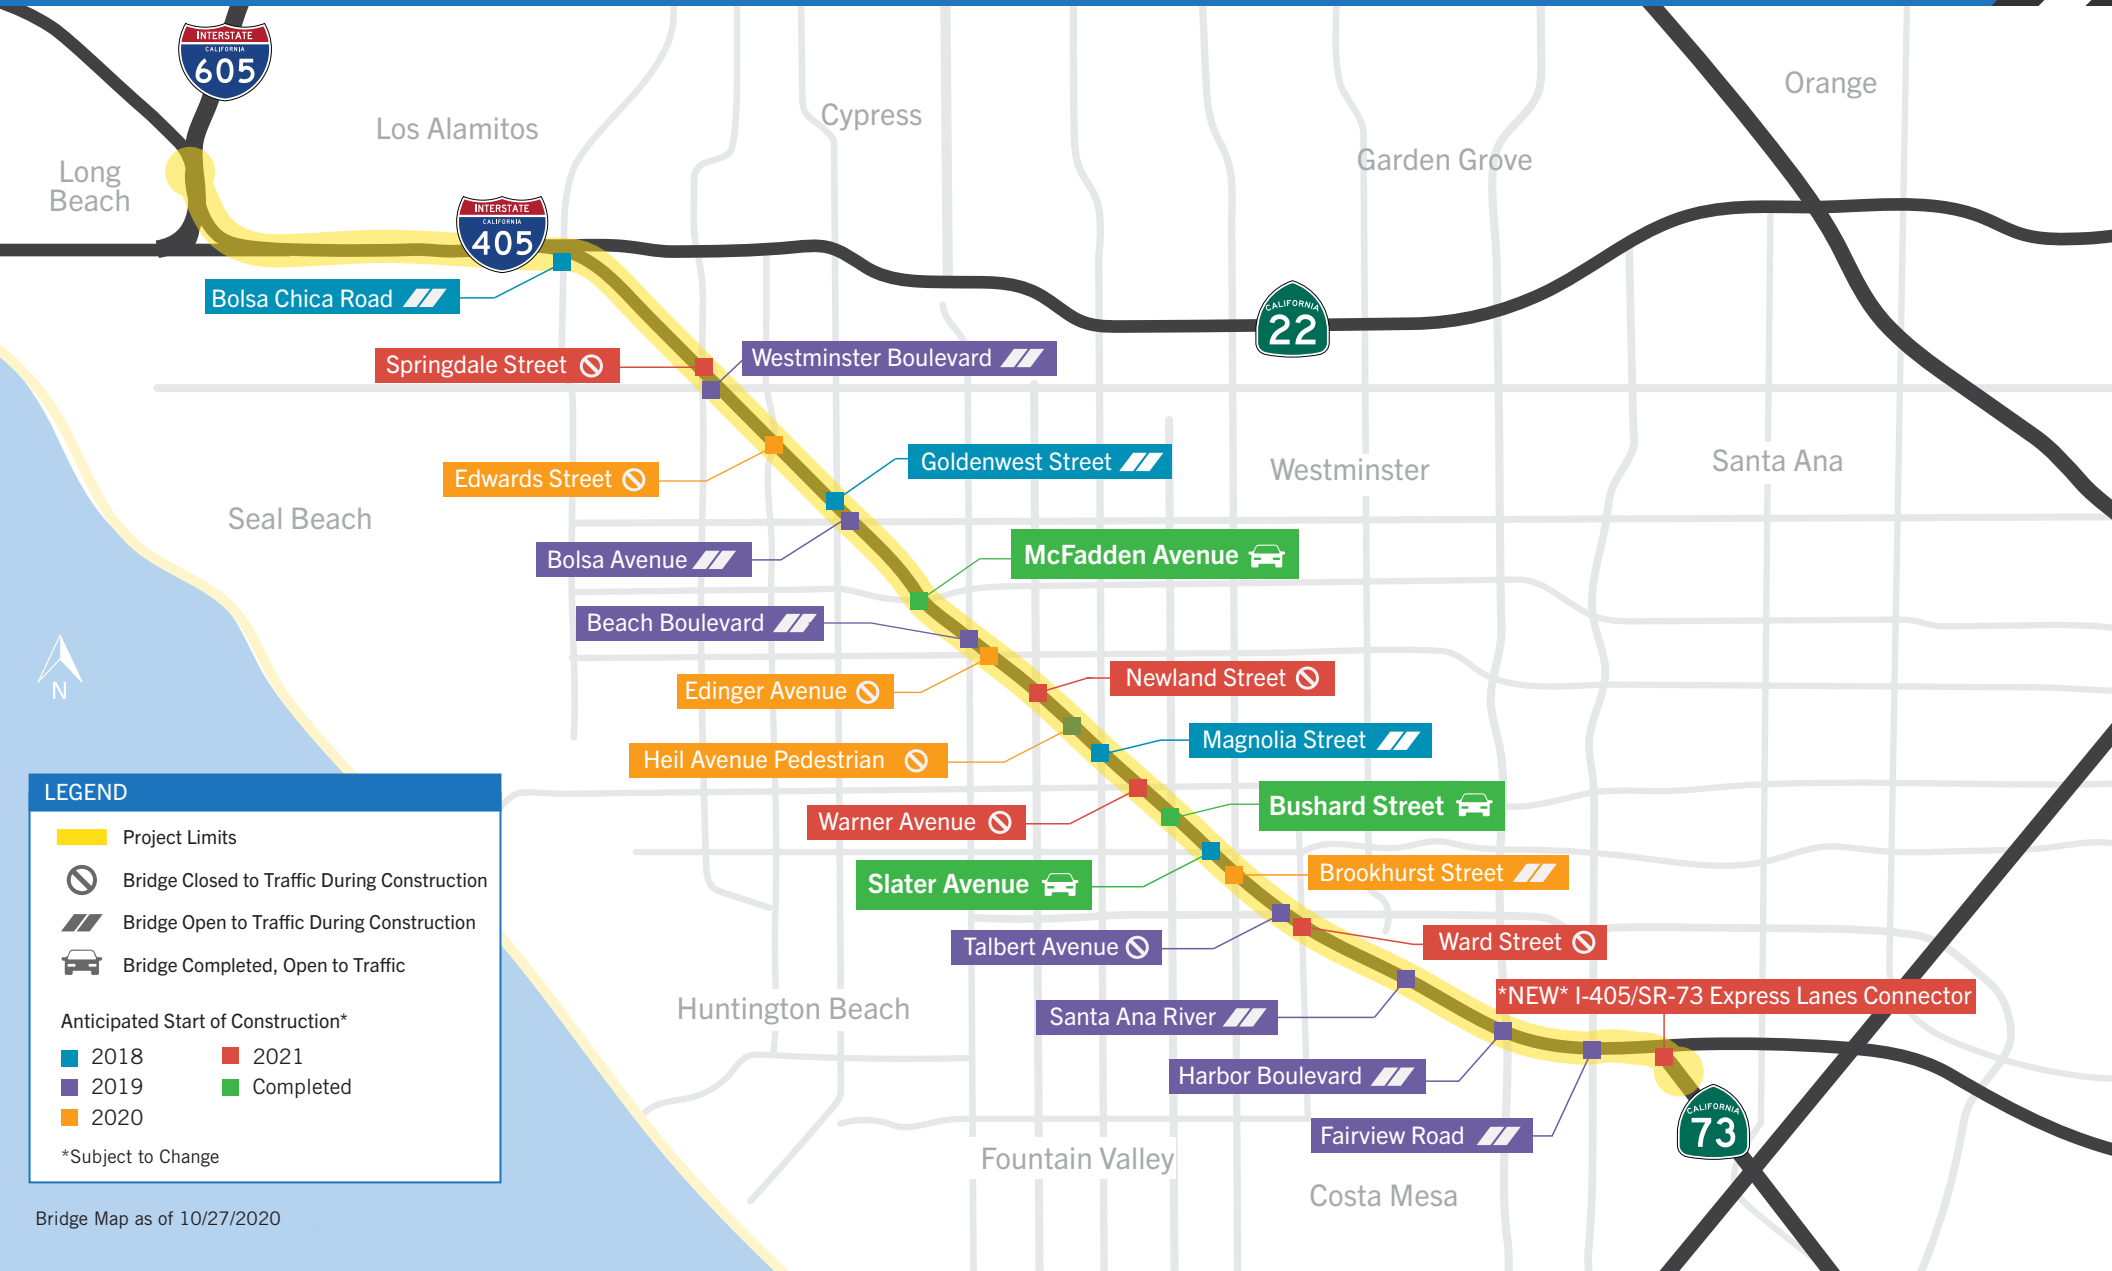 INTERSTATE
CALIFORNIA
605
Los Alamitos
Cypress
Orange
Garden Grove
Long
Beach
INTERSTATE
CALIFORNIA
405
Bolsa Chica Road
CALIFORNIA
22
Springdale Street
Westminster Boulevard
Edwards Street
Goldenwest Street
Westminster
Santa Ana
Seal Beach
Bolsa Avenue
McFadden Avenue
Beach Boulevard
N
Edinger Avenue
Newland Street
Heil Avenue Pedestrian
Magnolia Street
Warner Avenue
Bushard Street
Slater Avenue
Brookhurst Street
Talbert Avenue
Ward Street
Huntington Beach
Santa Ana River
*NEW* I-405/SR-73 Express Lanes Connector
Harbor Boulevard
Fairview Road
CALIFORNIA
73
Fountain Valley
Costa Mesa
LEGEND
Project Limits
Bridge Closed to Traffic During Construction
Bridge Open to Traffic During Construction
Bridge Completed, Open to Traffic
Anticipated Start of Construction*
2018
2021
2019
Completed
2020
*Subject to Change
Bridge Map as of 10/27/2020